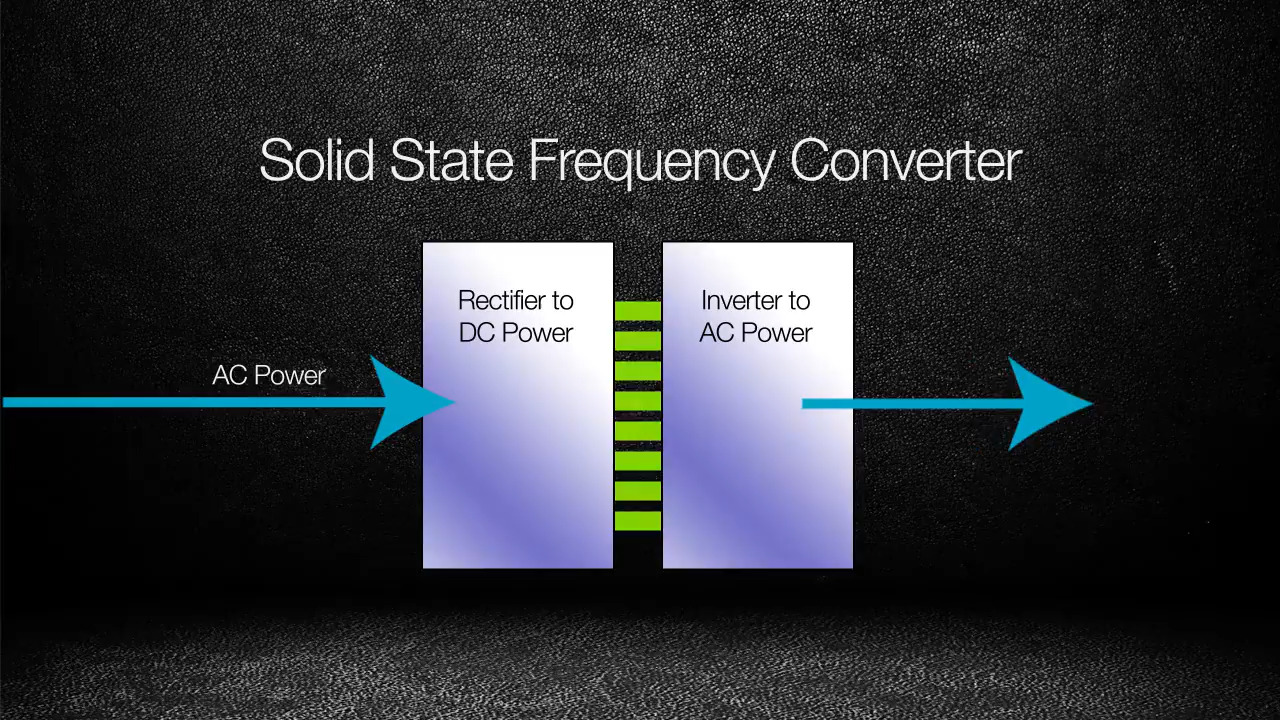 Solid State Frequency Converter
Rectifier to
DC Power
Inverter to
AC Power
AC Power